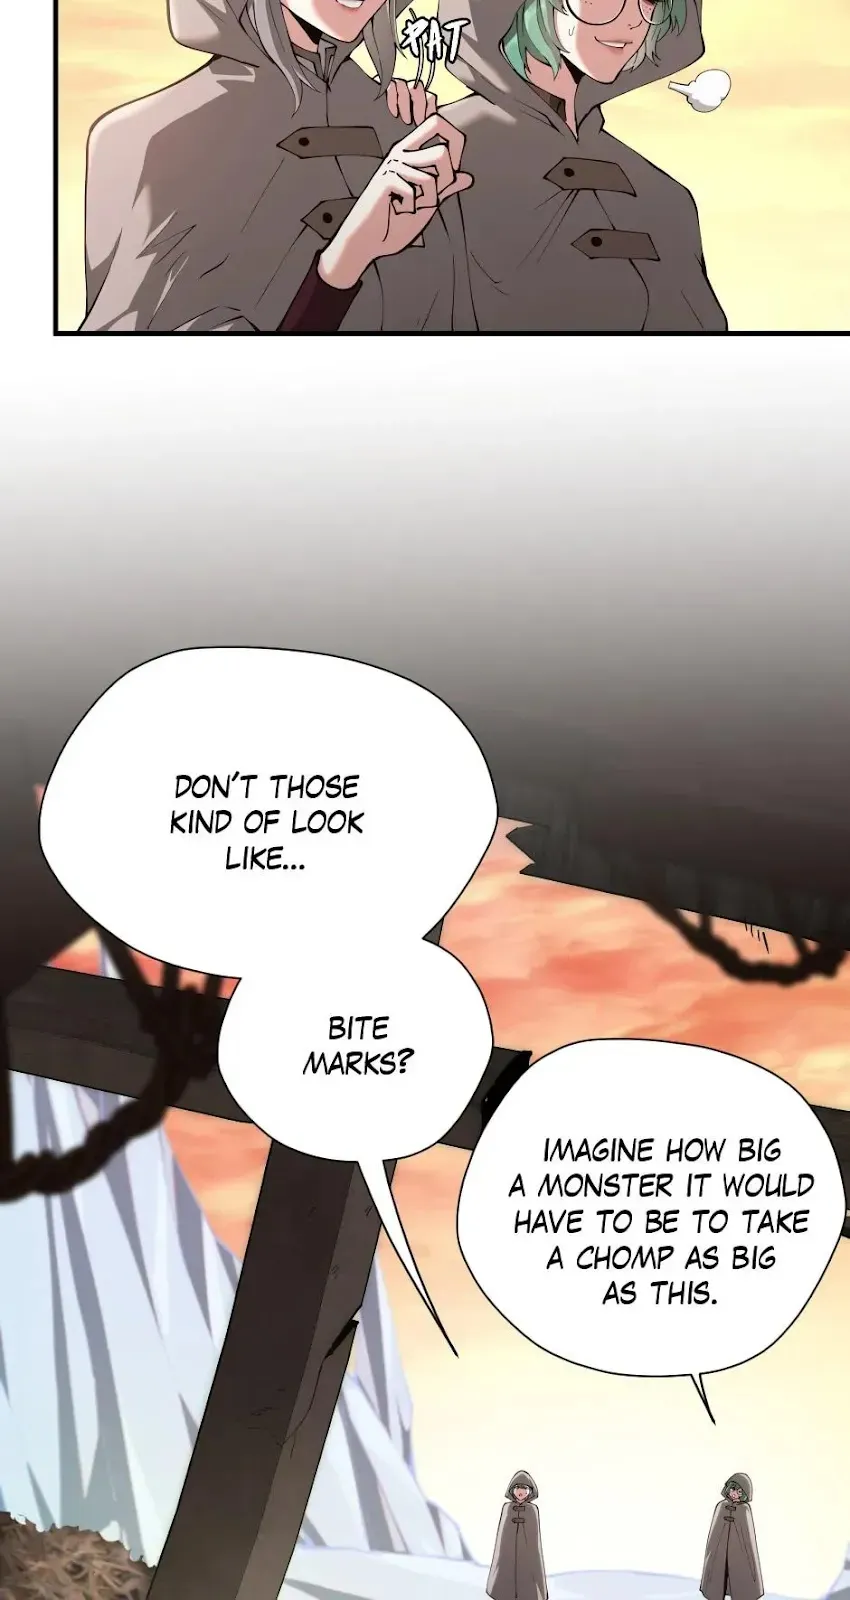 PAT
DON'T THOSE
KIND OF LOOK
LIKE...
BITE
MARKS?
IMAGINE HOW BIG
A MONSTER IT WOULD
HAVE TO BE TO TAKE
A CHOMP AS BIG
AS THIS.